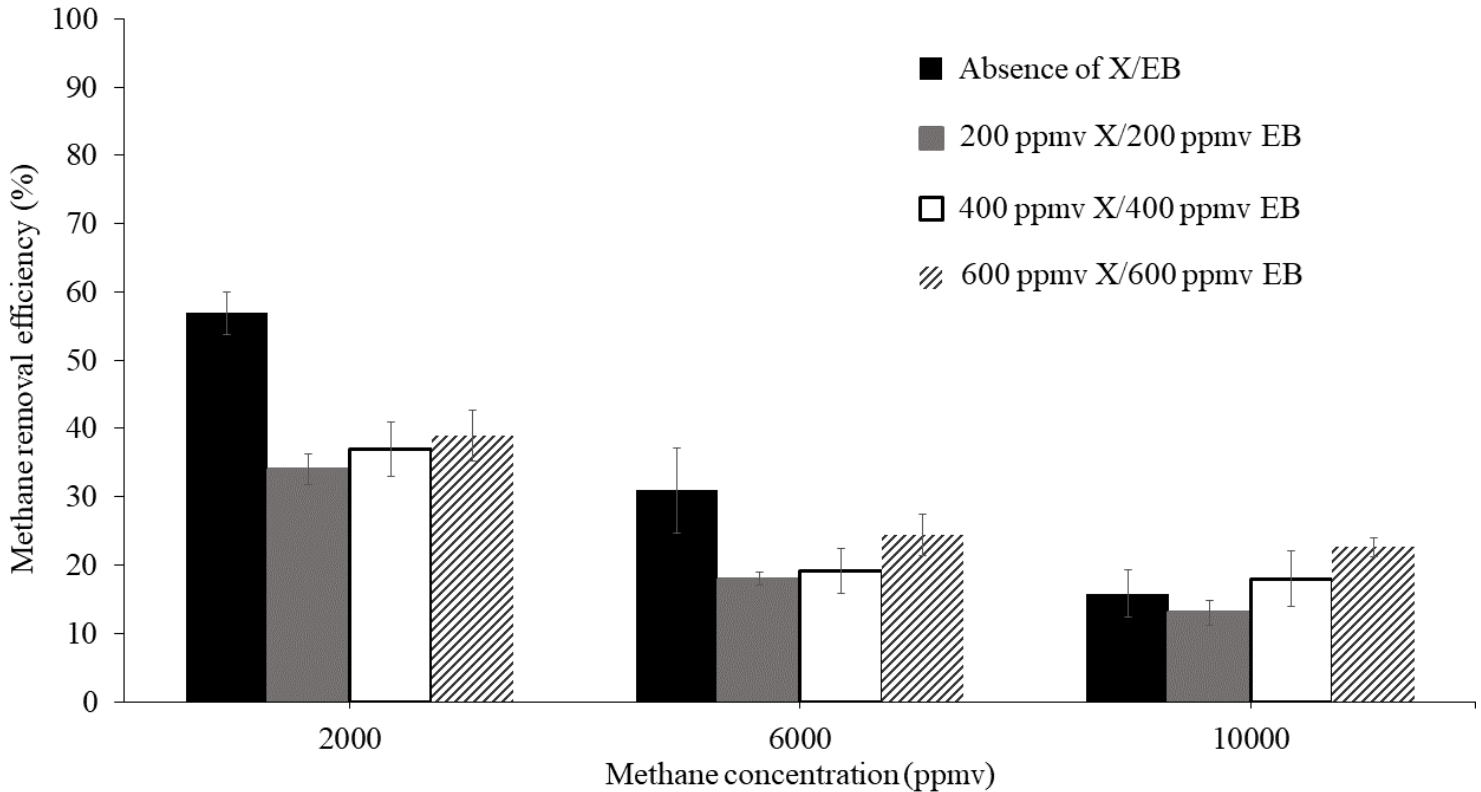 Methane removal efficiency (%)
100
90
80
70
60
50
40
30
20
10
0
Absence of X/EB
200 ppmv X/200 ppmv EB
400 ppmv X/400 ppmv EB
600 ppmv X/600 ppmv EB
2000
6000
10000
Methane concentration (ppmv)